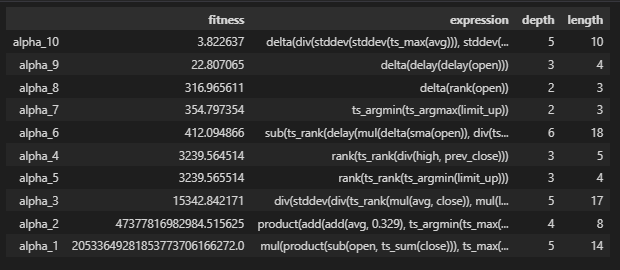 fitness expression depth length
alpha_10 3.822637 delta(div(stddev(stddev(ts_max(avg))), stddev(... 5 10
alpha_9 22.807065 delta(delay(delay(open))) 3 4
alpha_8 316.965611 delta(rank(open)) 2 3
alpha_7 354.797354 ts_argmin(ts_argmax(limit_up)) 2 3
alpha_6 412.094866 sub(ts_rank(delay(mul(delta(sma(open)), div(ts... 6 18
alpha_4 3239.564514 rank(ts_rank(div(high, prev_close))) 3 5
alpha_5 3239.565514 rank(ts_rank(ts_argmin(limit_up))) 3 4
alpha_3 15342.842171 div(stddev(div(ts_rank(mul(avg, close)), mul(l... 5 17
alpha_2 47377816982984.515625 product(add(add(avg, 0.329), ts_argmin(ts_max(... 4 8
alpha_1 20533649281853773706166272.0 mul(product(sub(open, ts_sum(close))), ts_max(... 5 14